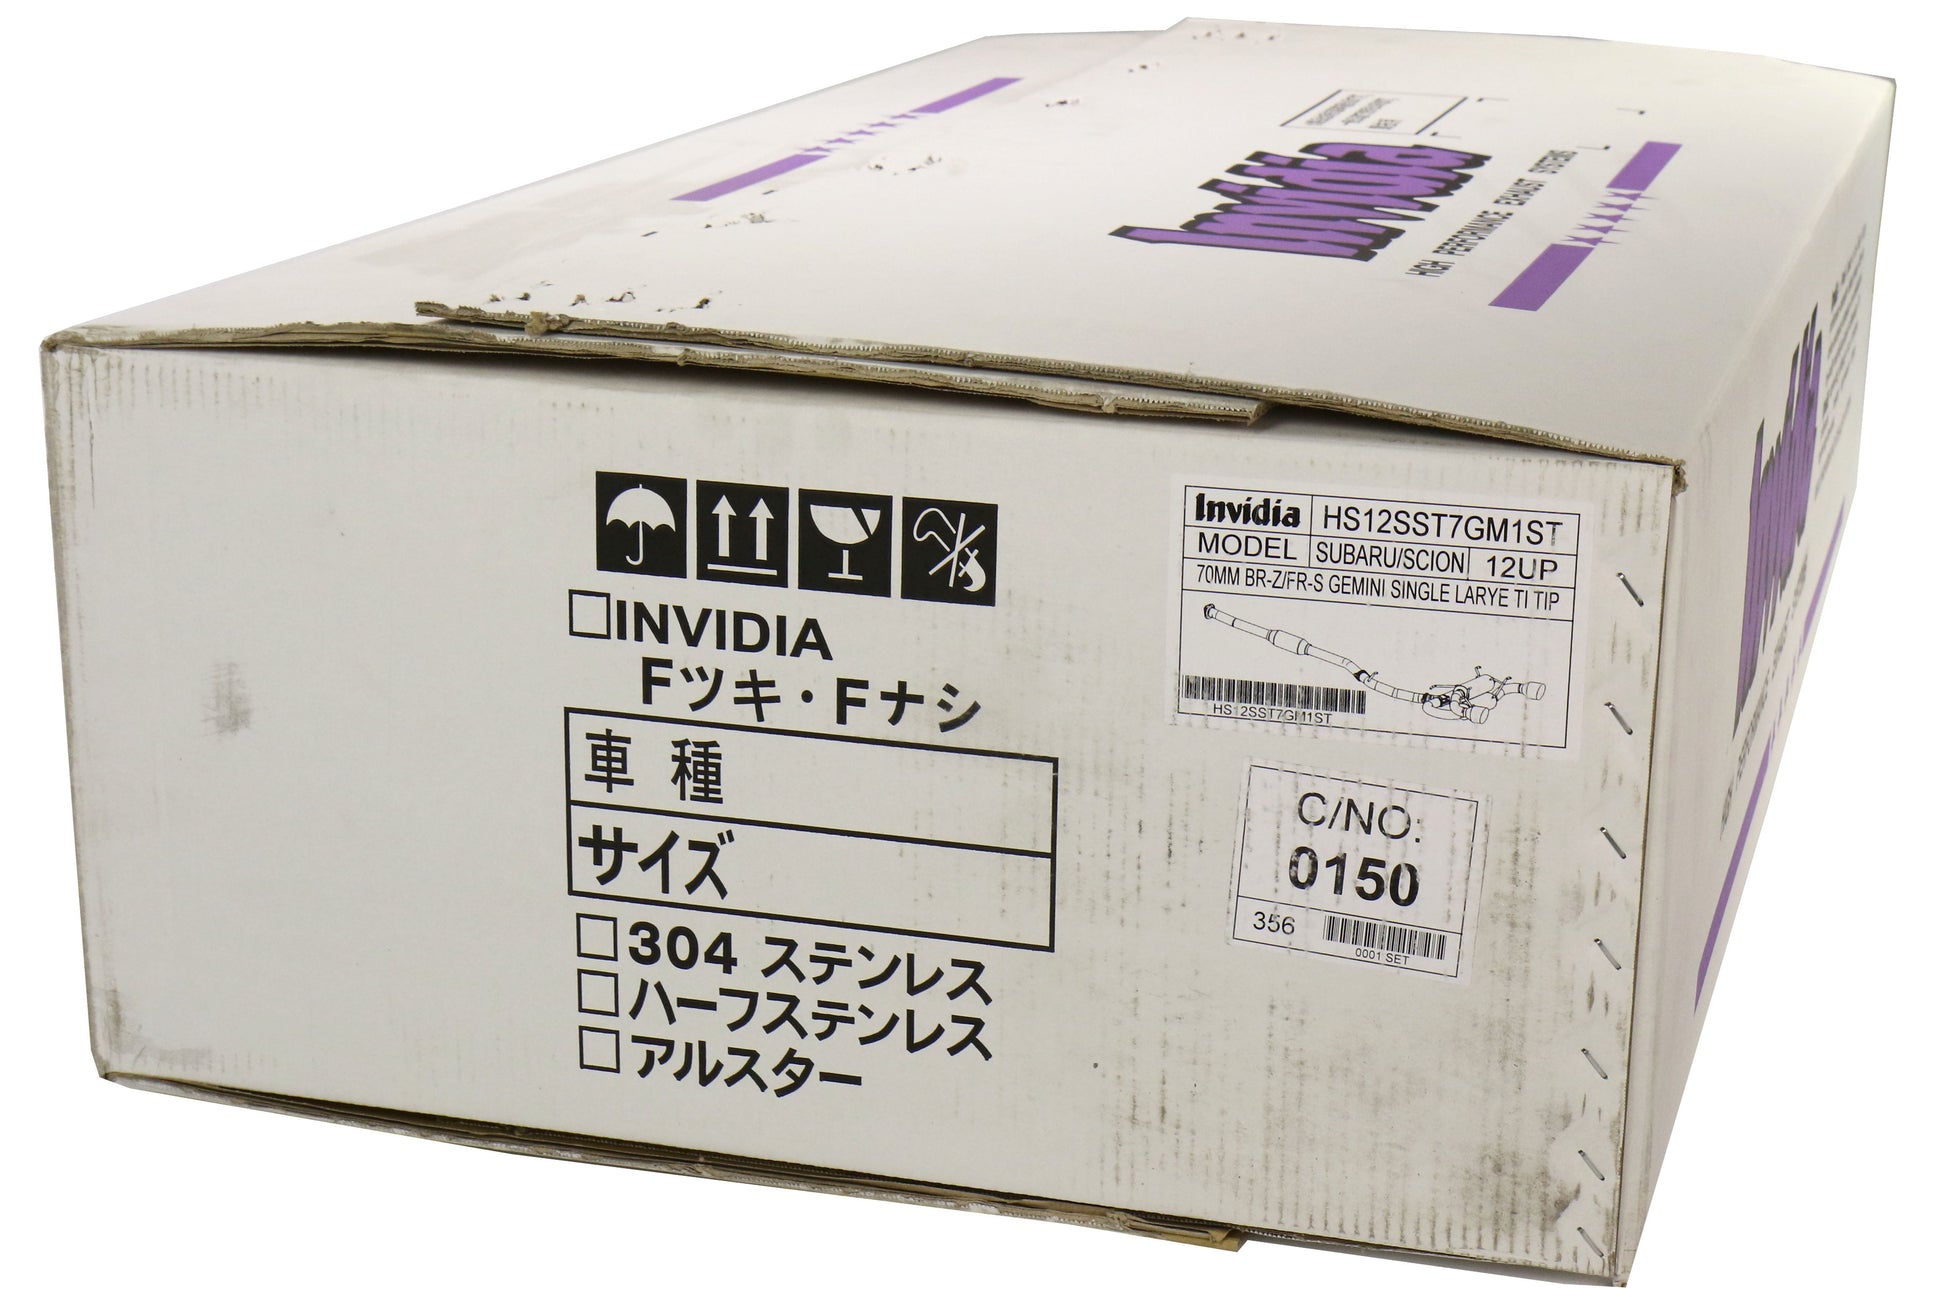 Invidia
HIGH PERFORMANCE EXHAUST SYSTEMS
Invidia
INVIDIA
Fツキ・Fナシ
車種
サイズ
304 ステンレス
ハーフステンレス
アルスター
Invidia HS12SST7GM1ST
MODEL SUBARU/SCION 12UP
70MM BR-Z/FR-S GEMINI SINGLE LARYE TI TIP
HS12SST7GM1ST
C/NO:
0150
356
0001 SET